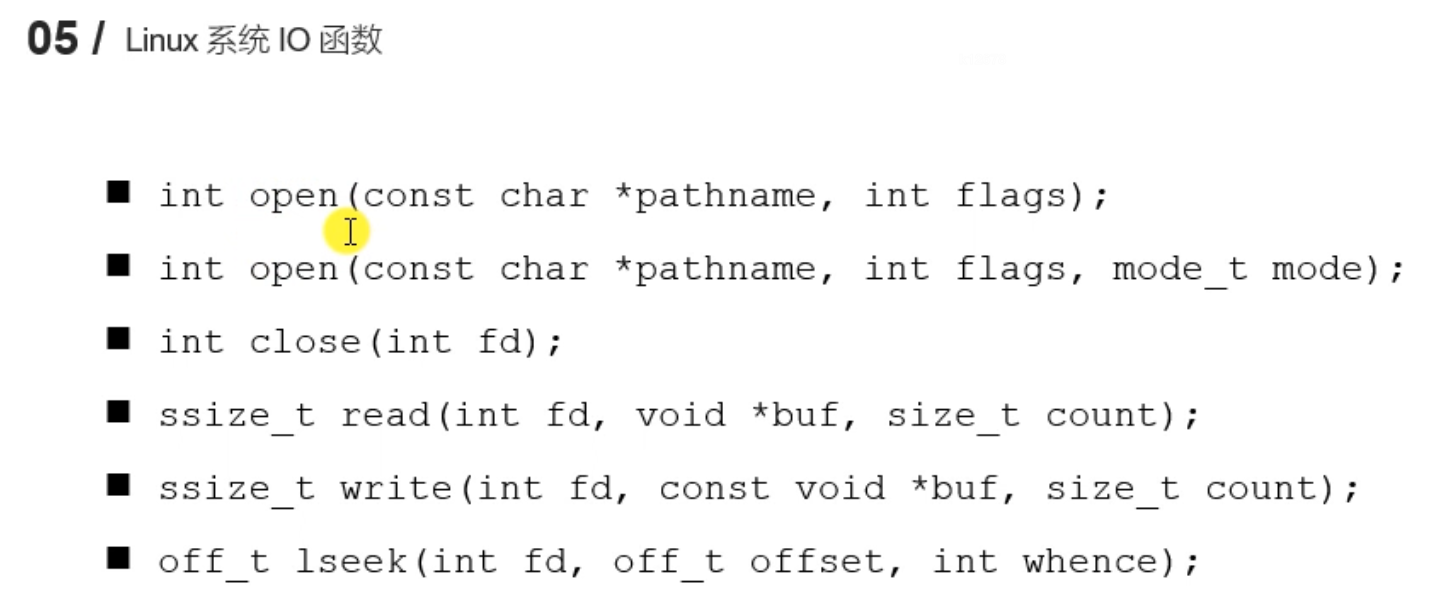 05 / Linux 系统 IO 函数
■ int open(const char *pathname, int flags);
■ int open(const char *pathname, int flags, mode_t mode);
■ int close(int fd);
■ ssize_t read(int fd, void *buf, size_t count);
■ ssize_t write(int fd, const void *buf, size_t count);
■ off_t lseek(int fd, off_t offset, int whence);